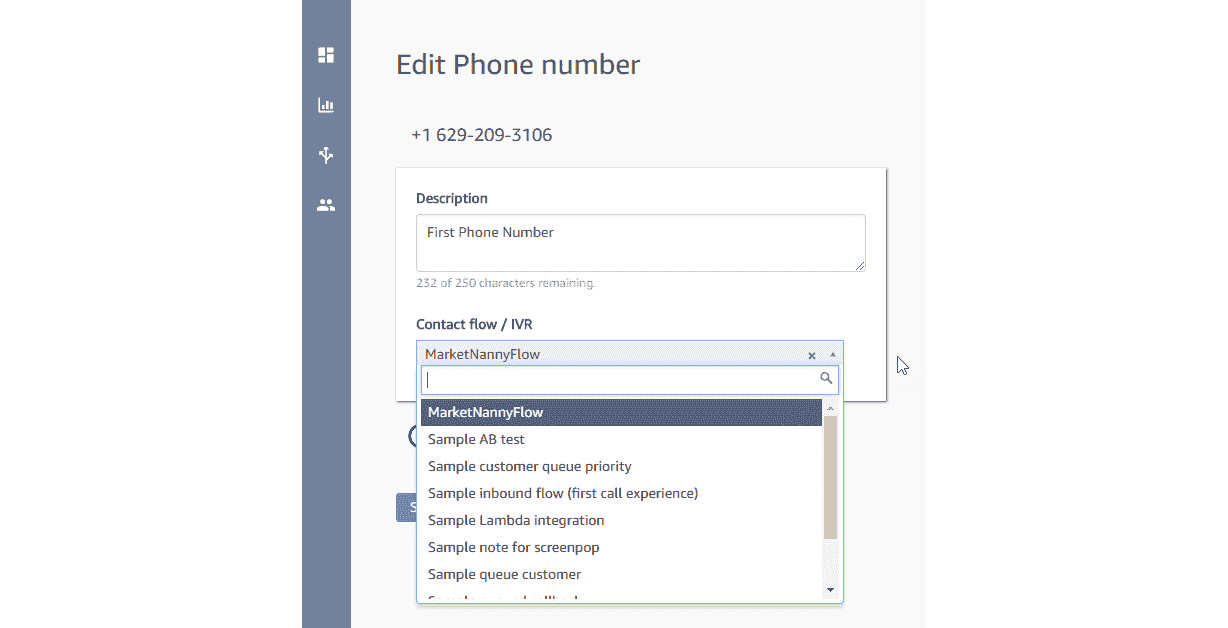 Edit Phone number
+1 629-209-3106
Description
First Phone Number
232 of 250 characters remaining.
Contact flow / IVR
MarketNannyFlow
MarketNannyFlow
Sample AB test
Sample customer queue priority
Sample inbound flow (first call experience)
Sample Lambda integration
Sample note for screenpop
Sample queue customer